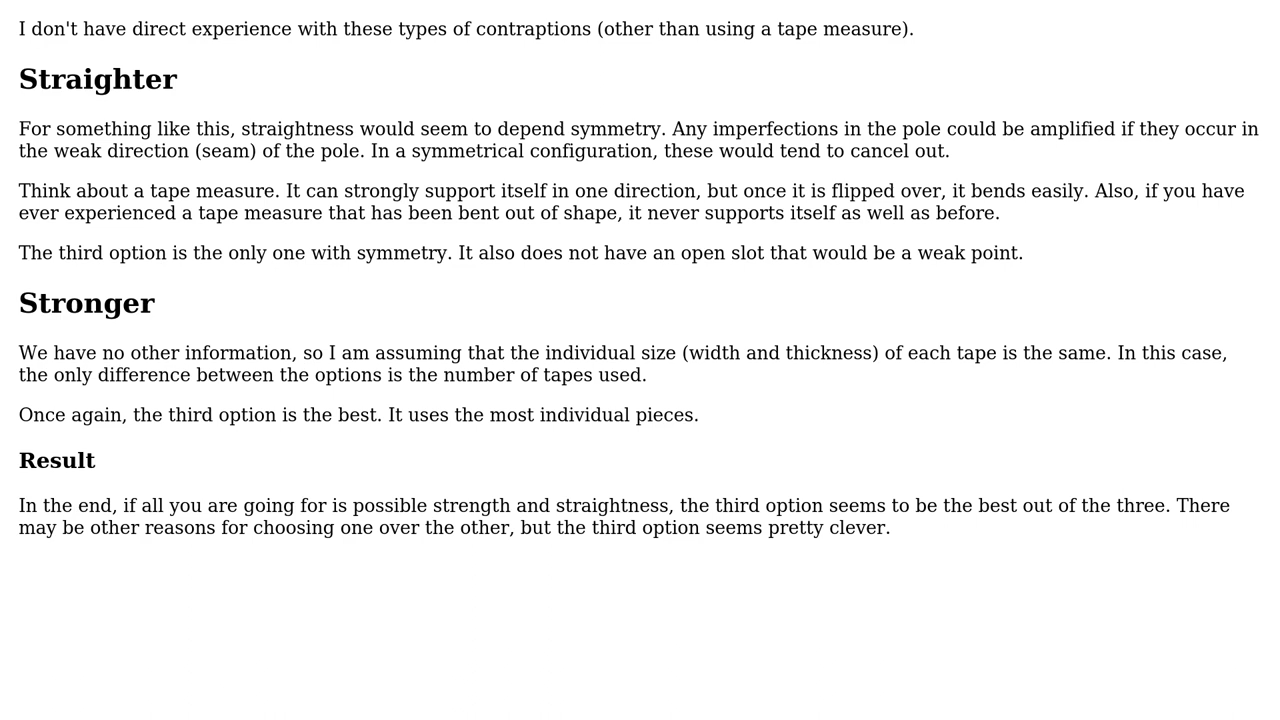 I don't have direct experience with these types of contraptions (other than using a tape measure).
Straighter
For something like this, straightness would seem to depend symmetry. Any imperfections in the pole could be amplified if they occur in
the weak direction (seam) of the pole. In a symmetrical configuration, these would tend to cancel out.
Think about a tape measure. It can strongly support itself in one direction, but once it is flipped over, it bends easily. Also, if you have
ever experienced a tape measure that has been bent out of shape, it never supports itself as well as before.
The third option is the only one with symmetry. It also does not have an open slot that would be a weak point.
Stronger
We have no other information, so I am assuming that the individual size (width and thickness) of each tape is the same. In this case,
the only difference between the options is the number of tapes used.
Once again, the third option is the best. It uses the most individual pieces.
Result
In the end, if all you are going for is possible strength and straightness, the third option seems to be the best out of the three. There
may be other reasons for choosing one over the other, but the third option seems pretty clever.